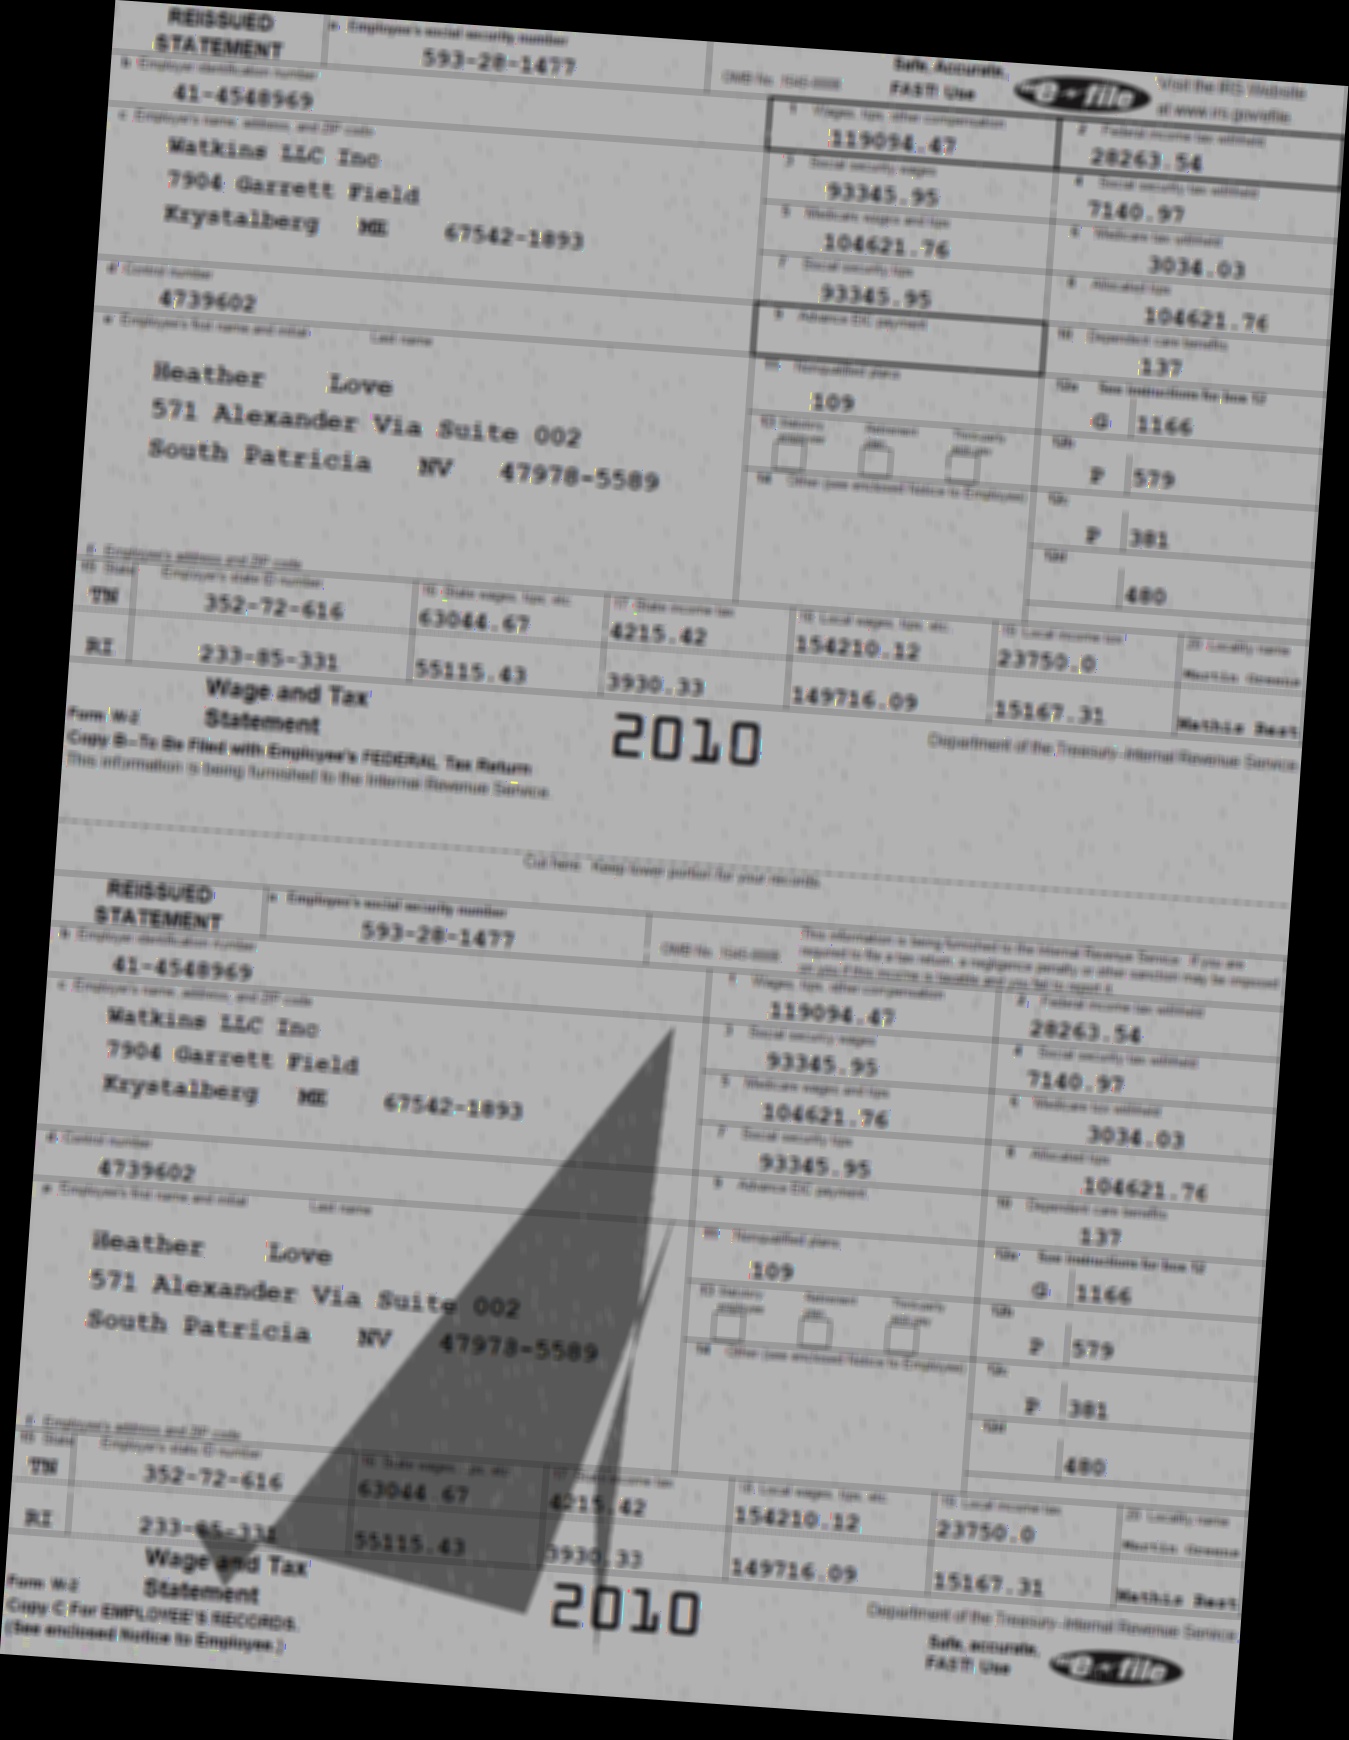 REISSUED
STATEMENT
a Employee's social security number
593-28-1477
OMB No. 1545-0008
Safe, Accurate,
FAST! Use
e-file
Visit the IRS Website
at www.irs.gov/efile.
b Employer identification number
41-4548969
c Employer's name, address, and ZIP code
Watkins LLC Inc
7904 Garrett Field
Krystalberg ME 67542-1893
1 Wages, tips, other compensation
119094.47
2 Federal income tax withheld
28263.54
3 Social security wages
93345.95
4 Social security tax withheld
7140.97
5 Medicare wages and tips
104621.76
6 Medicare tax withheld
3034.03
d Control number
4739602
7 Social security tips
93345.95
8 Allocated tips
104621.76
e Employee's first name and initial Last name
Heather Love
571 Alexander Via Suite 002
South Patricia NV 47978-5589
9 Advance EIC payment
10 Dependent care benefits
137
11 Nonqualified plans
109
12a See instructions for box 12
G 1166
13 Statutory employee Retirement plan Third-party sick pay
12b
P 579
14 Other (see enclosed Notice to Employee)
12c
P 381
12d
480
f Employee's address and ZIP code
15 State Employer's state ID number
16 State wages, tips, etc.
17 State income tax
18 Local wages, tips, etc.
19 Local income tax
20 Locality name
TN 352-72-616 63044.67 4215.42 154210.12 23750.0
RI 233-85-331 55115.43 3930.33 149716.09 15167.31 Mathis Rest
Form W-2
Wage and Tax
Statement
2010
Department of the Treasury-Internal Revenue Service
Copy B-To Be Filed with Employee's FEDERAL Tax Return
This information is being furnished to the Internal Revenue Service.
Cut here. Keep lower portion for your records.
REISSUED
STATEMENT
a Employee's social security number
593-28-1477
OMB No. 1545-0008
This information is being furnished to the Internal Revenue Service. If you are
required to file a tax return, a negligence penalty or other sanction may be imposed
on you if this income is taxable and you fail to report it.
b Employer identification number
41-4548969
c Employer's name, address, and ZIP code
Watkins LLC Inc
7904 Garrett Field
Krystalberg ME 67542-1893
1 Wages, tips, other compensation
119094.47
2 Federal income tax withheld
28263.54
3 Social security wages
93345.95
4 Social security tax withheld
7140.97
5 Medicare wages and tips
104621.76
6 Medicare tax withheld
3034.03
d Control number
4739602
7 Social security tips
93345.95
8 Allocated tips
104621.76
e Employee's first name and initial Last name
Heather Love
571 Alexander Via Suite 002
South Patricia NV 47978-5589
9 Advance EIC payment
10 Dependent care benefits
137
11 Nonqualified plans
109
12a See instructions for box 12
G 1166
13 Statutory employee Retirement plan Third-party sick pay
12b
P 579
14 Other (see enclosed Notice to Employee)
12c
P 381
12d
480
f Employee's address and ZIP code
15 State Employer's state ID number
16 State wages, tips, etc.
17 State income tax
18 Local wages, tips, etc.
19 Local income tax
20 Locality name
TN 352-72-616 63044.67 4215.42 154210.12 23750.0
RI 233-85-331 55115.43 3930.33 149716.09 15167.31 Mathis Rest
Form W-2
Wage and Tax
Statement
2010
Department of the Treasury-Internal Revenue Service
Copy C For EMPLOYEE'S RECORDS.
(See enclosed Notice to Employee.)
Safe, accurate,
FAST! Use
e-file